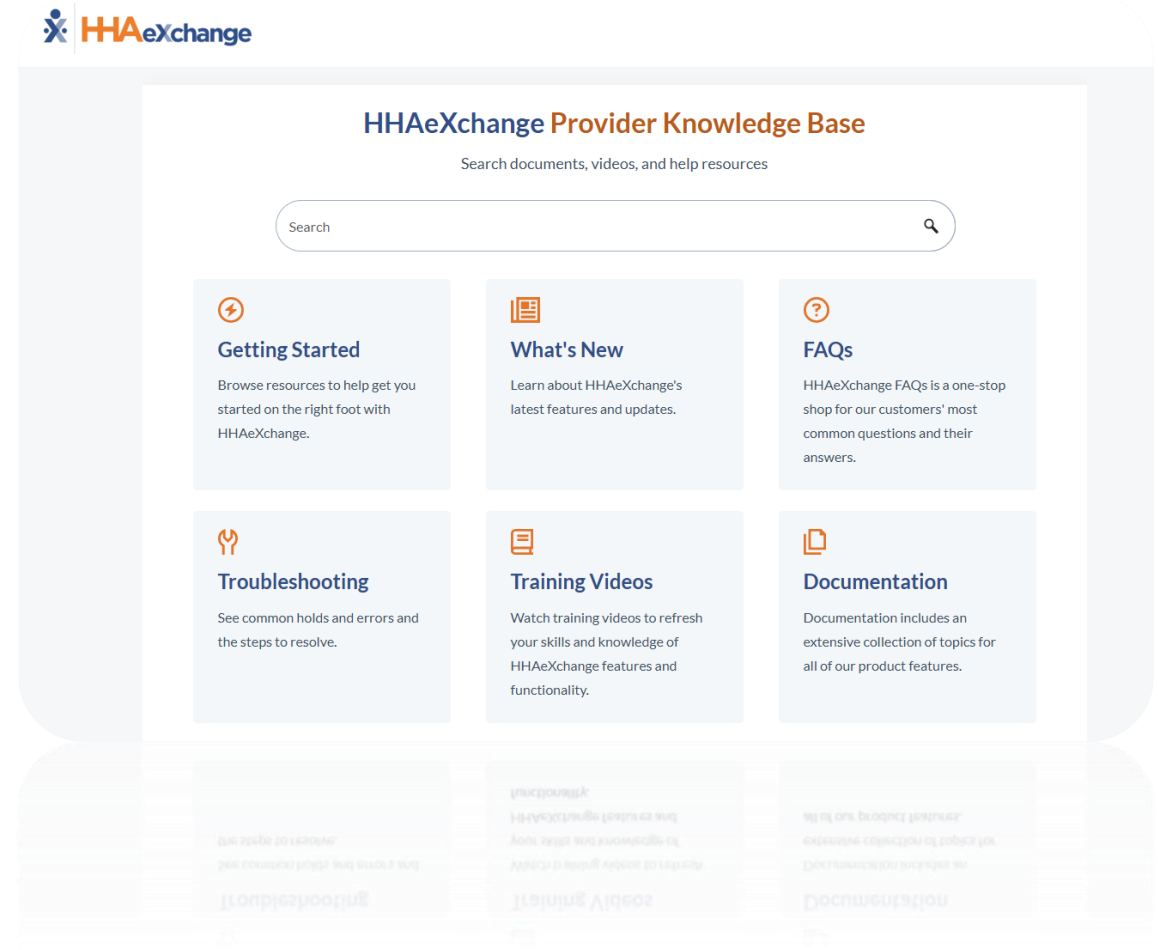 HHAeXchange
HHAeXchange Provider Knowledge Base
Search documents, videos, and help resources
Search
Getting Started
Browse resources to help get you
started on the right foot with
HHAeXchange.
What's New
Learn about HHAeXchange's
latest features and updates.
FAQs
HHAeXchange FAQs is a one-stop
shop for our customers' most
common questions and their
answers.
Troubleshooting
See common holds and errors and
the steps to resolve.
Training Videos
Watch training videos to refresh
your skills and knowledge of
HHAeXchange features and
functionality.
Documentation
Documentation includes an
extensive collection of topics for
all of our product features.